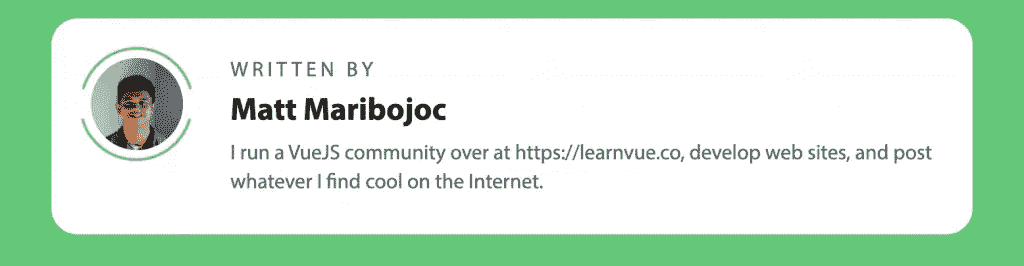 WRITTEN BY
Matt Maribojoc
I run a VueJS community over at https://learnvue.co, develop web sites, and post
whatever I find cool on the Internet.